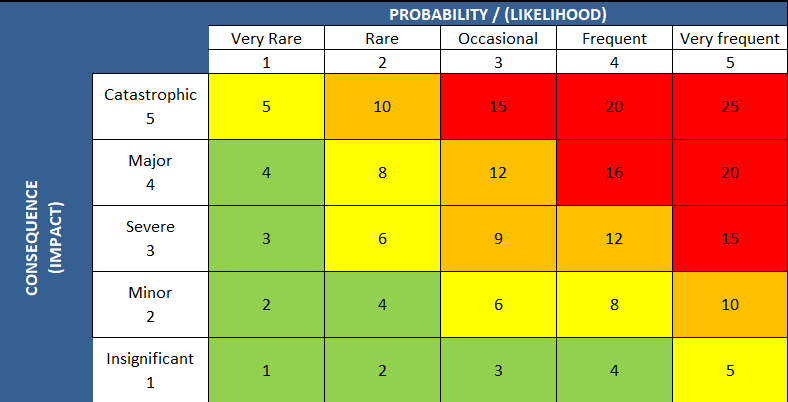 PROBABILITY / (LIKELIHOOD)
Very Rare Rare Occasional Frequent Very frequent
1 2 3 4 5
CONSEQUENCE
(IMPACT)
Catastrophic
5
5 10 15 20 25
Major
4
4 8 12 16 20
Severe
3
3 6 9 12 15
Minor
2
2 4 6 8 10
Insignificant
1
1 2 3 4 5